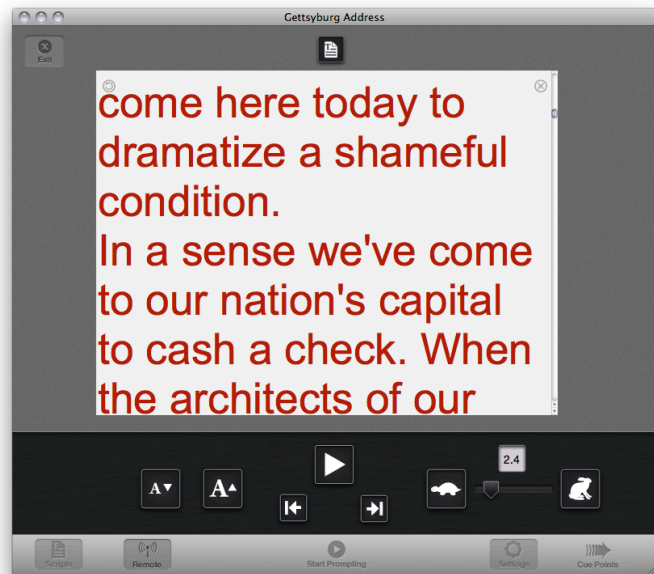 Gettsyburg Address
Exit
come here today to
dramatize a shameful
condition.
In a sense we've come
to our nation's capital
to cash a check. When
the architects of our
2.4
A A
Scripts Remote Start Prompting Settings Cue Points